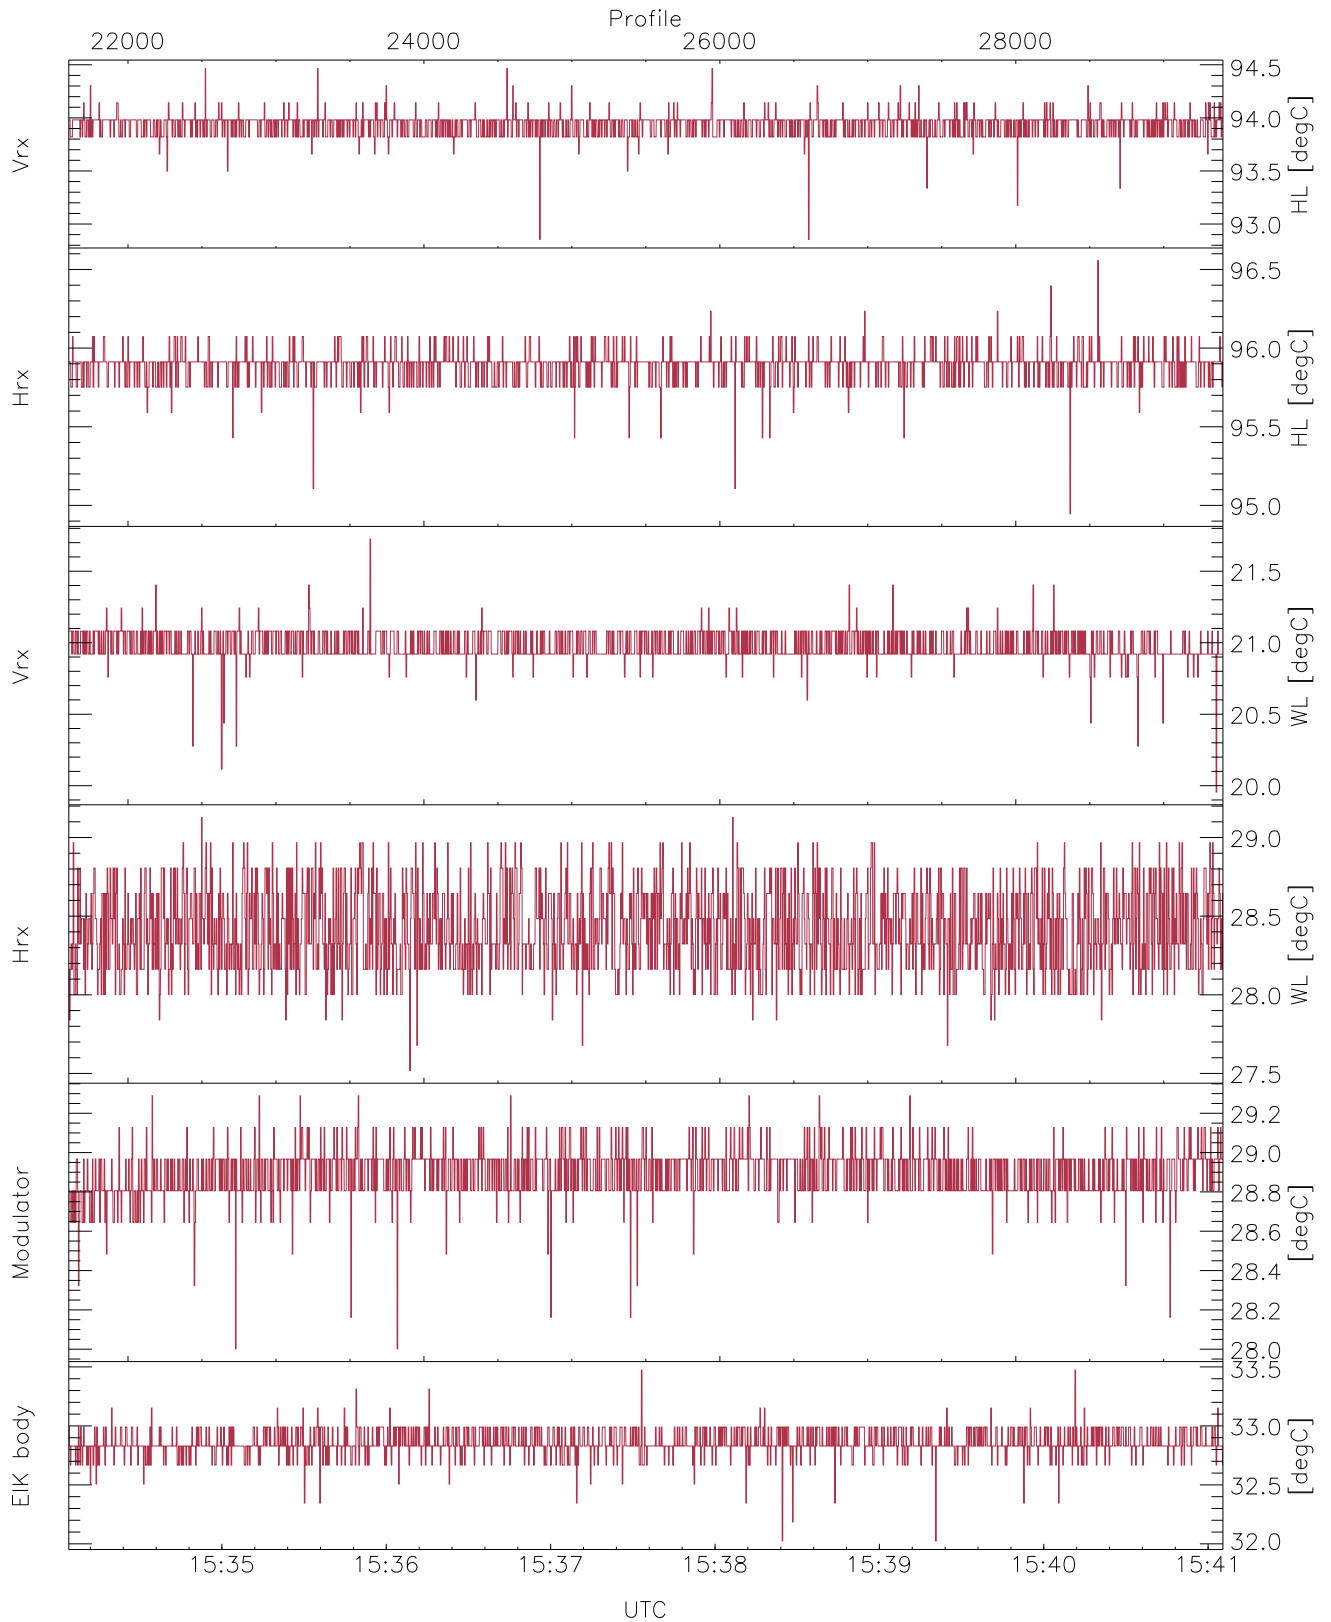 Profile
22000 24000 26000 28000
Vrx
94.5
94.0
93.5
93.0
HL [degC]
Hrx
96.5
96.0
95.5
95.0
HL [degC]
Vrx
21.5
21.0
20.5
20.0
WL [degC]
Hrx
29.0
28.5
28.0
27.5
WL [degC]
Modulator
29.2
29.0
28.8
28.6
28.4
28.2
28.0
[degC]
EIK body
33.5
33.0
32.5
32.0
[degC]
15:35 15:36 15:37 15:38 15:39 15:40 15:41
UTC